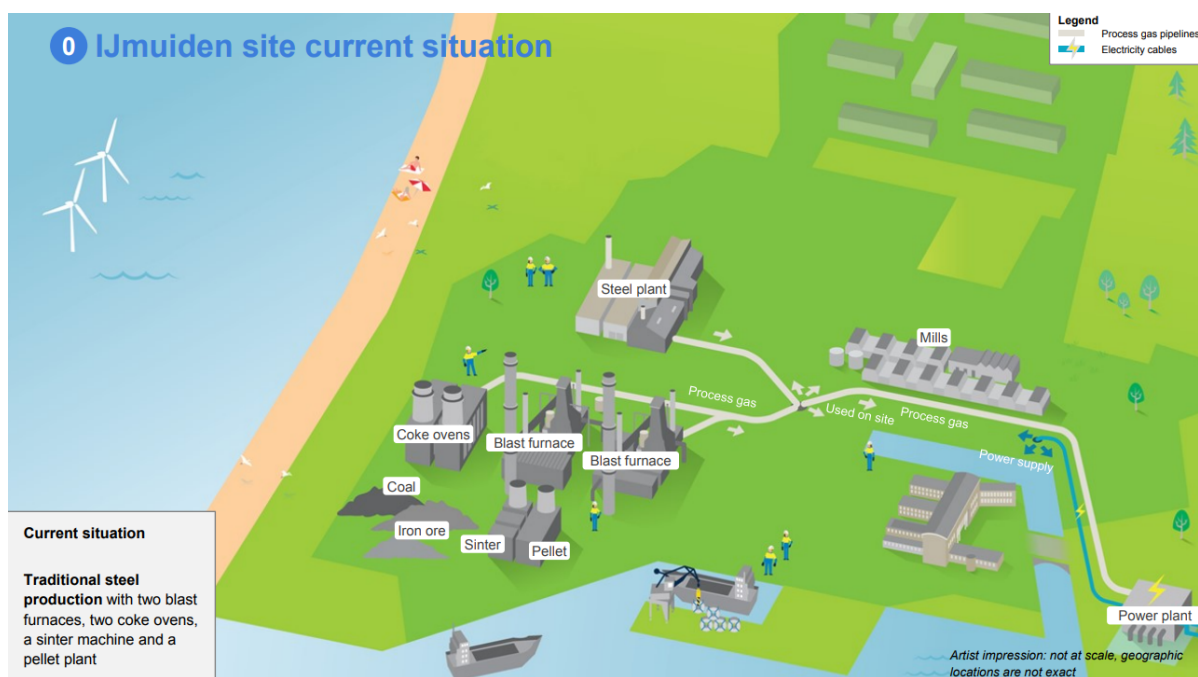 0 IJmuiden site current situation
Legend
Process gas pipelines
Electricity cables
Steel plant
Mills
Process gas
Used on site
Process gas
Coke ovens
Blast furnace
Blast furnace
Power supply
Coal
Iron ore
Sinter
Pellet
Power plant
Current situation
Traditional steel
production with two blast
furnaces, two coke ovens,
a sinter machine and a
pellet plant
Artist impression: not at scale, geographic
locations are not exact